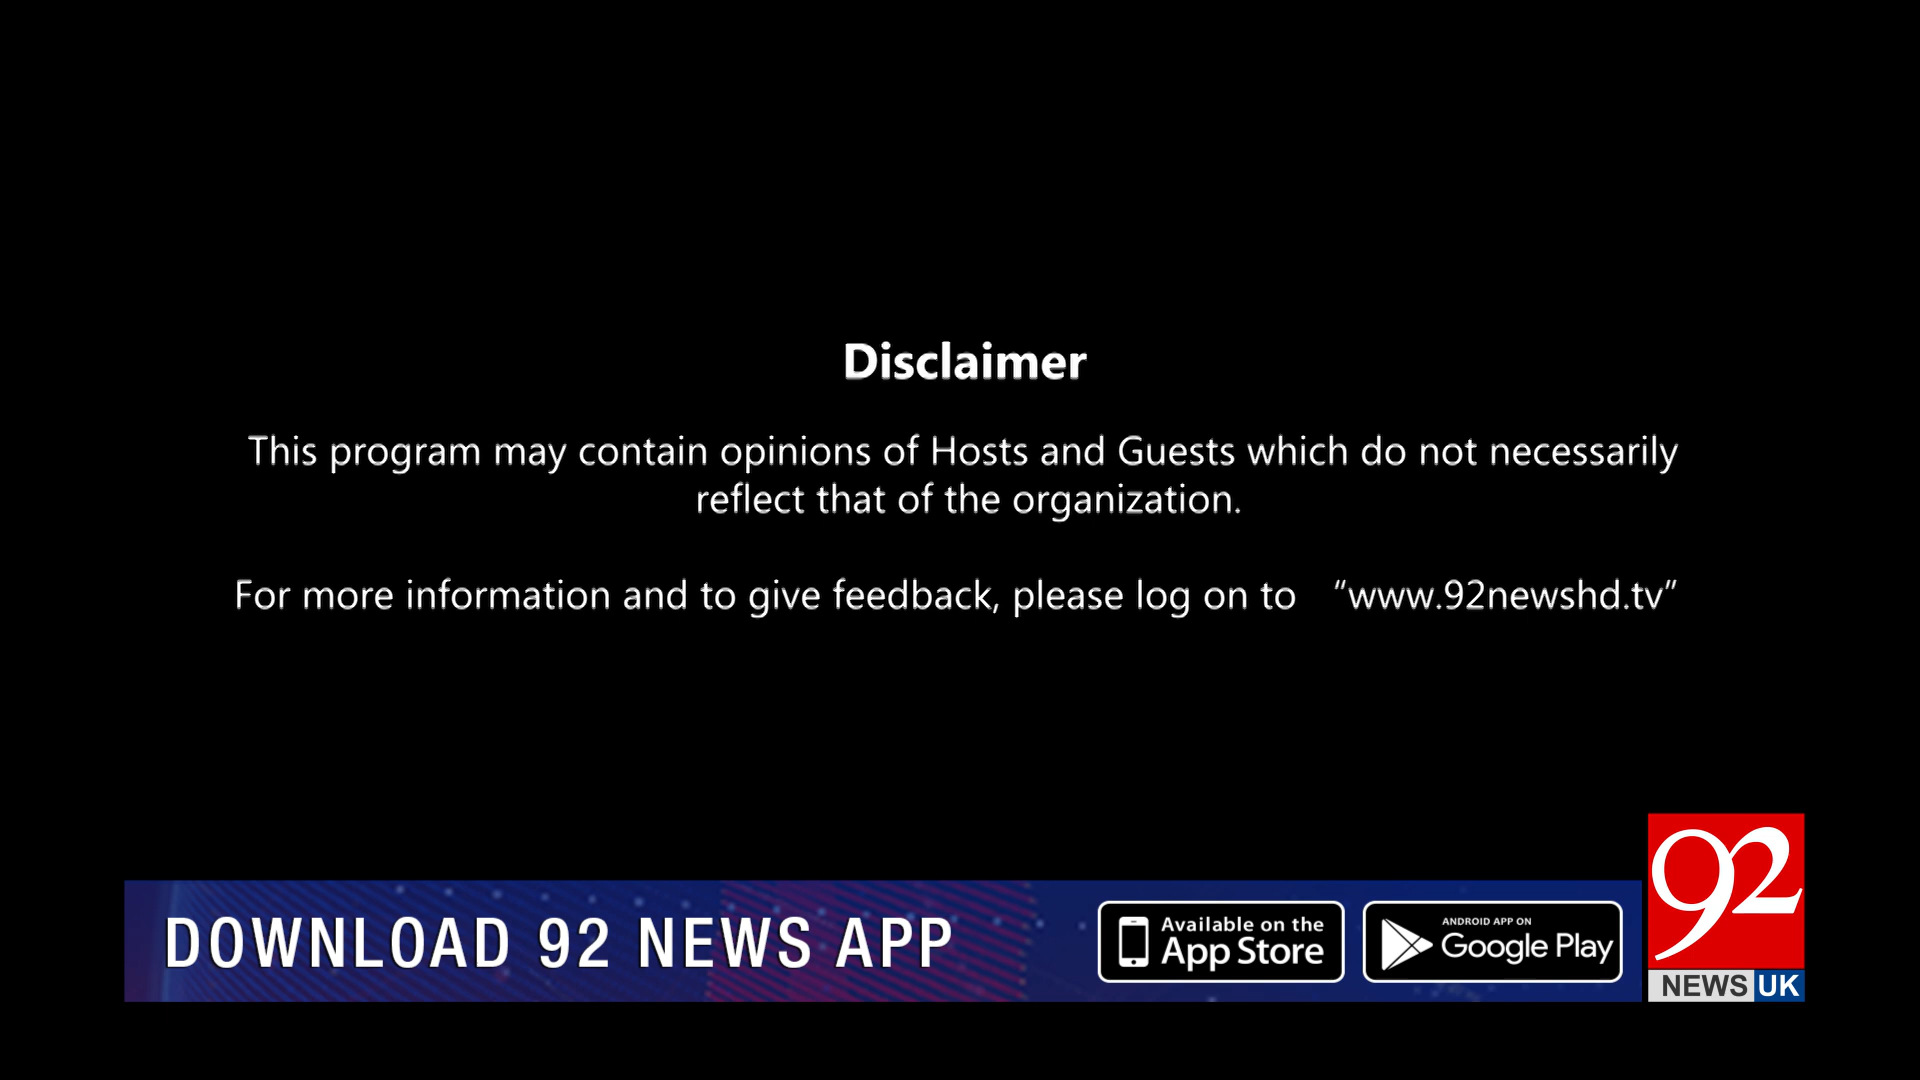 Disclaimer
This program may contain opinions of Hosts and Guests which do not necessarily
reflect that of the organization.
For more information and to give feedback, please log on to “www.92newshd.tv”
DOWNLOAD 92 NEWS APP
Available on the
App Store
ANDROID APP ON
Google Play
92
NEWS UK